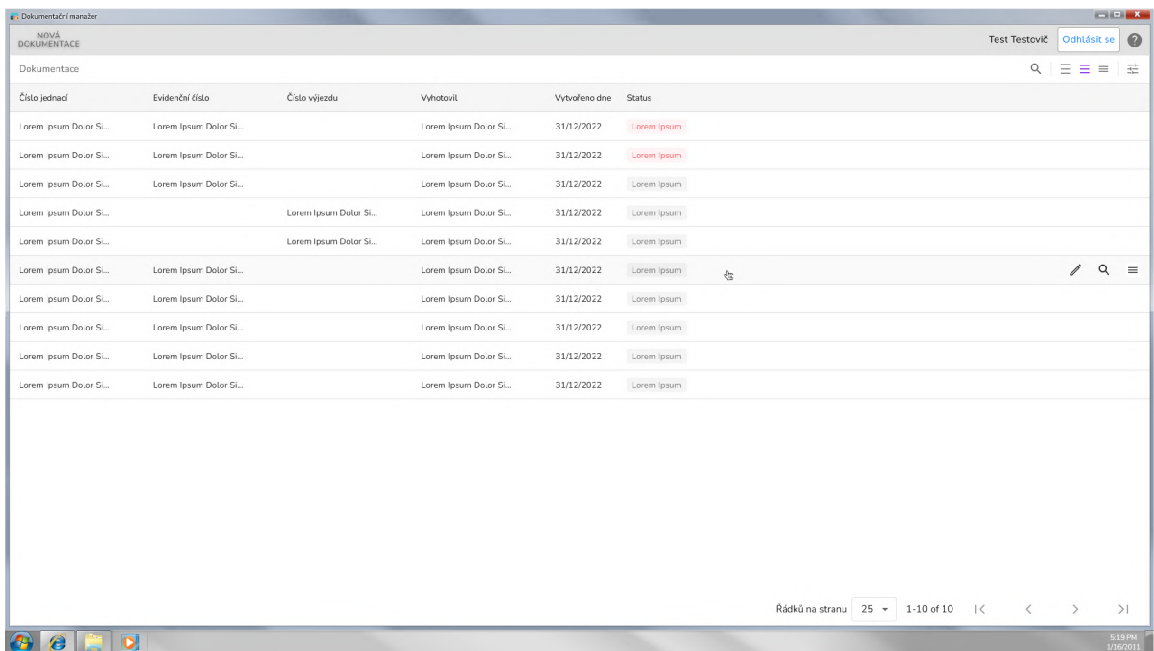 Dokumentační manažer
NOVÁ
DOKUMENTACE
Test Testovič Odhlásit se ?
Dokumentace
Číslo jednací Evidenční číslo Číslo výjezdu Vyhotovil Vytvořeno dne Status
Lorem Ipsum Dolor Si... Lorem Ipsum Dolor Si... Lorem Ipsum Dolor Si... 31/12/2022 Lorem Ipsum
Lorem Ipsum Dolor Si... Lorem Ipsum Dolor Si... Lorem Ipsum Dolor Si... 31/12/2022 Lorem Ipsum
Lorem Ipsum Dolor Si... Lorem Ipsum Dolor Si... Lorem Ipsum Dolor Si... 31/12/2022 Lorem Ipsum
Lorem Ipsum Dolor Si... Lorem Ipsum Dolor Si... Lorem Ipsum Dolor Si... 31/12/2022 Lorem Ipsum
Lorem Ipsum Dolor Si... Lorem Ipsum Dolor Si... Lorem Ipsum Dolor Si... 31/12/2022 Lorem Ipsum
Lorem Ipsum Dolor Si... Lorem Ipsum Dolor Si... Lorem Ipsum Dolor Si... 31/12/2022 Lorem Ipsum
Lorem Ipsum Dolor Si... Lorem Ipsum Dolor Si... Lorem Ipsum Dolor Si... 31/12/2022 Lorem Ipsum
Lorem Ipsum Dolor Si... Lorem Ipsum Dolor Si... Lorem Ipsum Dolor Si... 31/12/2022 Lorem Ipsum
Lorem Ipsum Dolor Si... Lorem Ipsum Dolor Si... Lorem Ipsum Dolor Si... 31/12/2022 Lorem Ipsum
Lorem Ipsum Dolor Si... Lorem Ipsum Dolor Si... Lorem Ipsum Dolor Si... 31/12/2022 Lorem Ipsum
Řádků na stranu 25 1-10 of 10
5:19 PM
1/16/2011